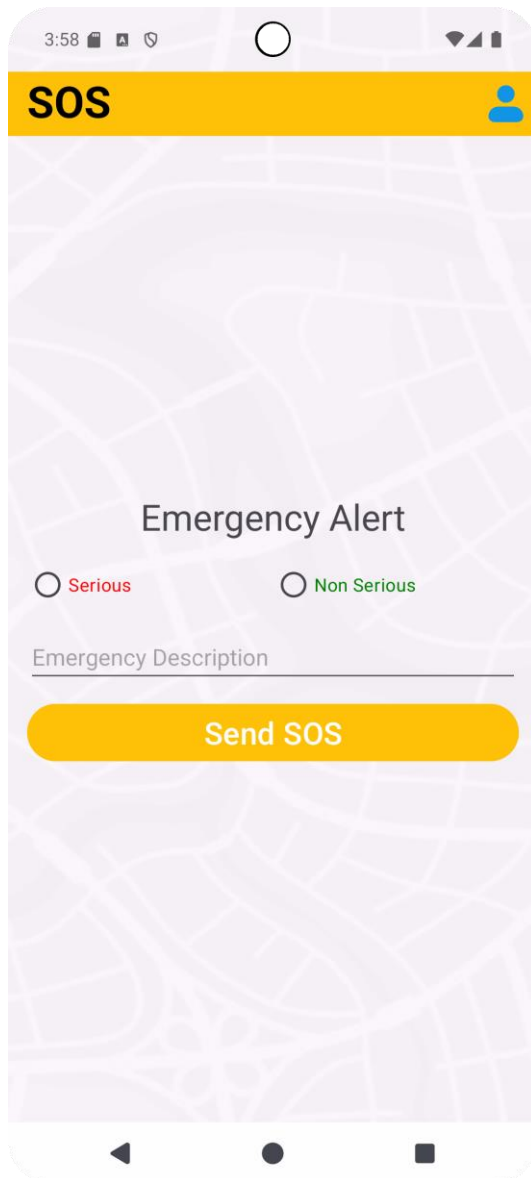 3:58
SOS
Emergency Alert
Serious Non Serious
Emergency Description
Send SOS